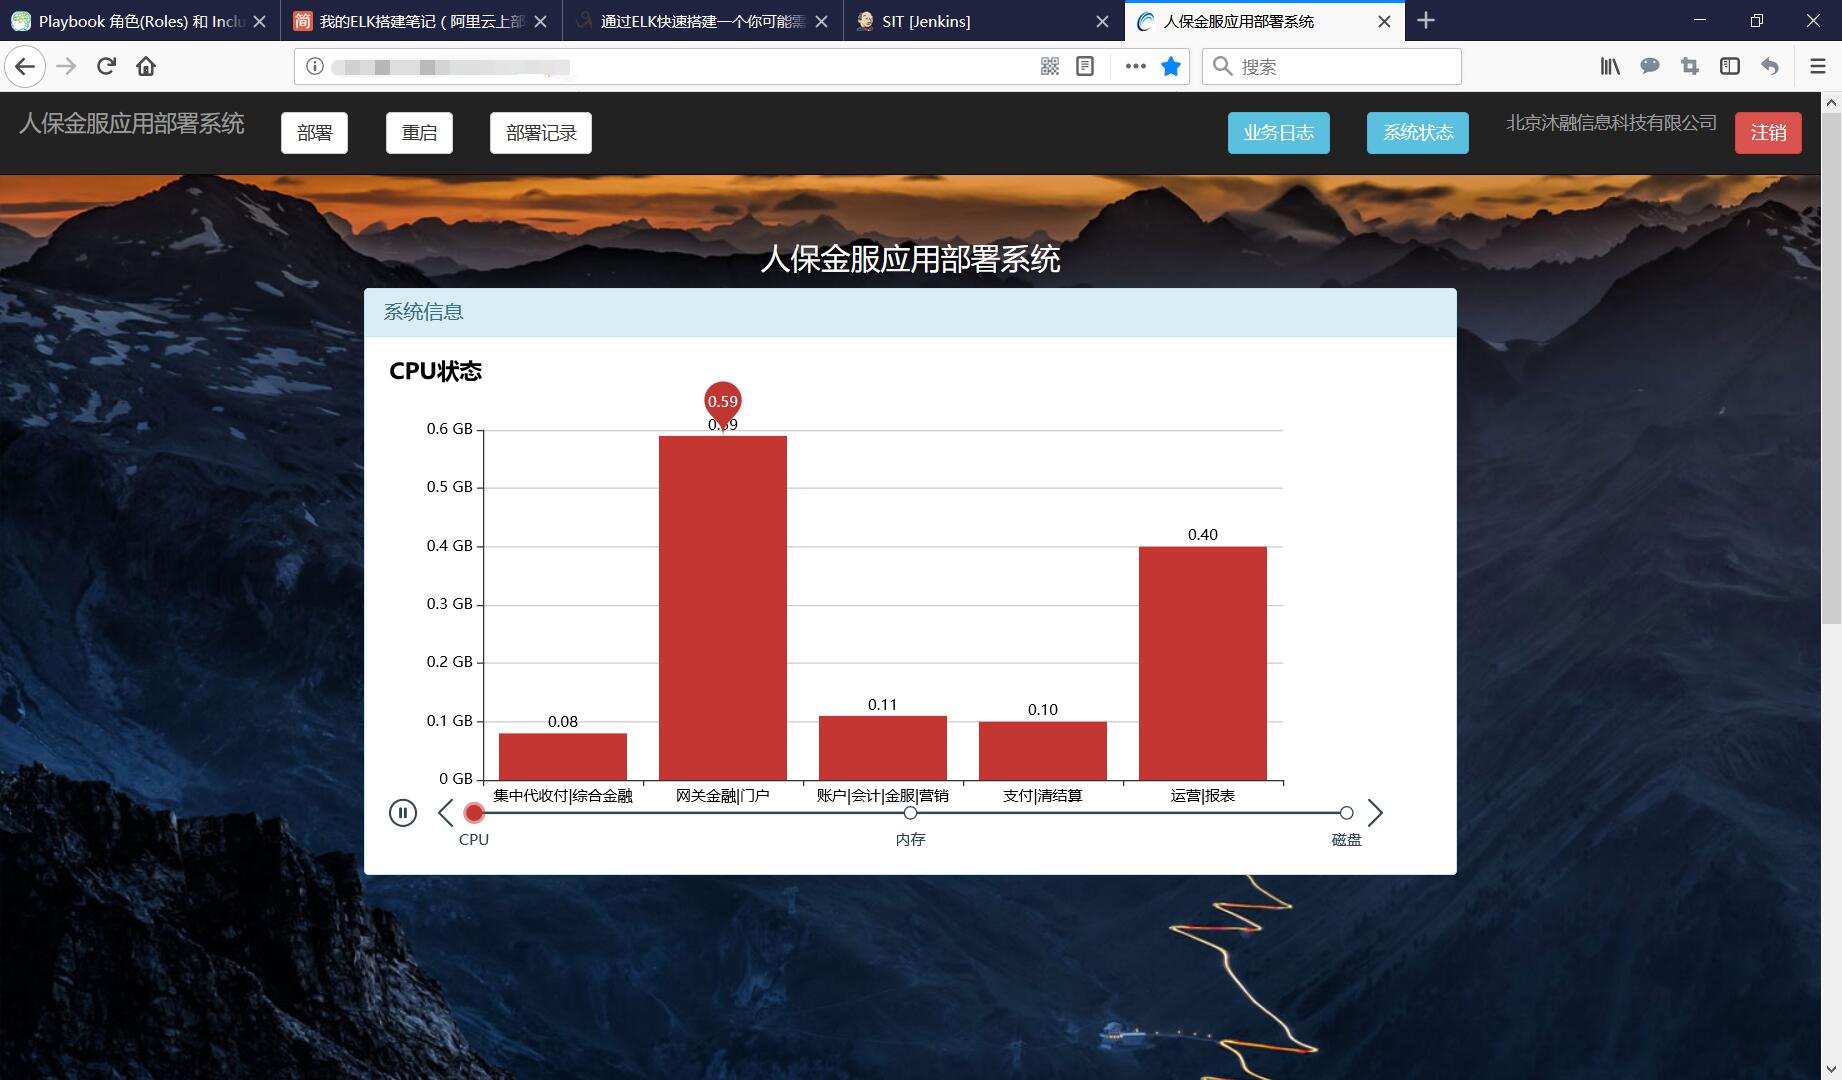 Playbook 角色(Roles) 和 Inclu
我的ELK搭建笔记（阿里云上部
通过ELK快速搭建一个你可能需
SIT [Jenkins]
人保金服应用部署系统
搜索
人保金服应用部署系统
部署
重启
部署记录
业务日志
系统状态
北京沐融信息科技有限公司
注销
人保金服应用部署系统
系统信息
CPU状态
0.59
0.59
0.6 GB
0.5 GB
0.4 GB
0.3 GB
0.2 GB
0.1 GB
0 GB
0.08
0.11
0.10
0.40
集中代收付|综合金融
网关金融|门户
账户|会计|金服|营销
支付|清结算
运营|报表
CPU
内存
磁盘